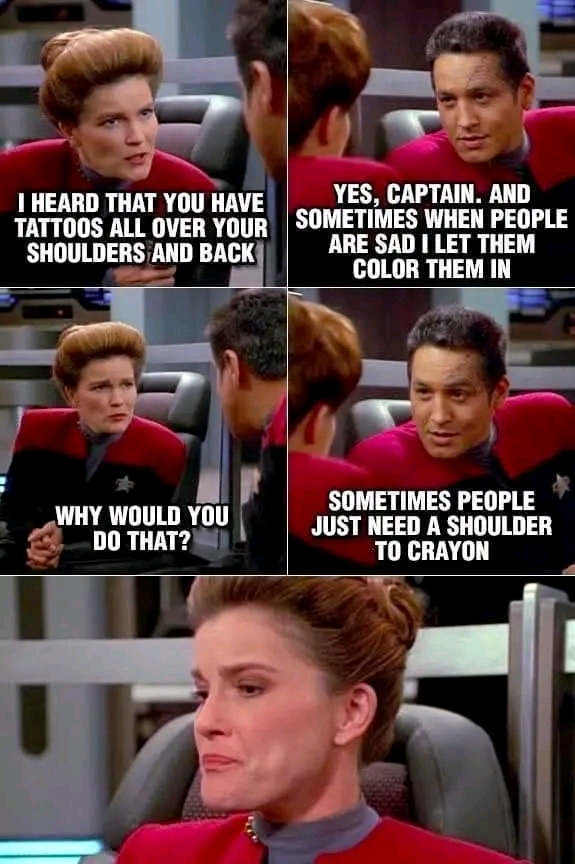 I HEARD THAT YOU HAVE
TATTOOS ALL OVER YOUR
SHOULDERS AND BACK
YES, CAPTAIN. AND
SOMETIMES WHEN PEOPLE
ARE SAD I LET THEM
COLOR THEM IN
WHY WOULD YOU
DO THAT?
SOMETIMES PEOPLE
JUST NEED A SHOULDER
TO CRAYON